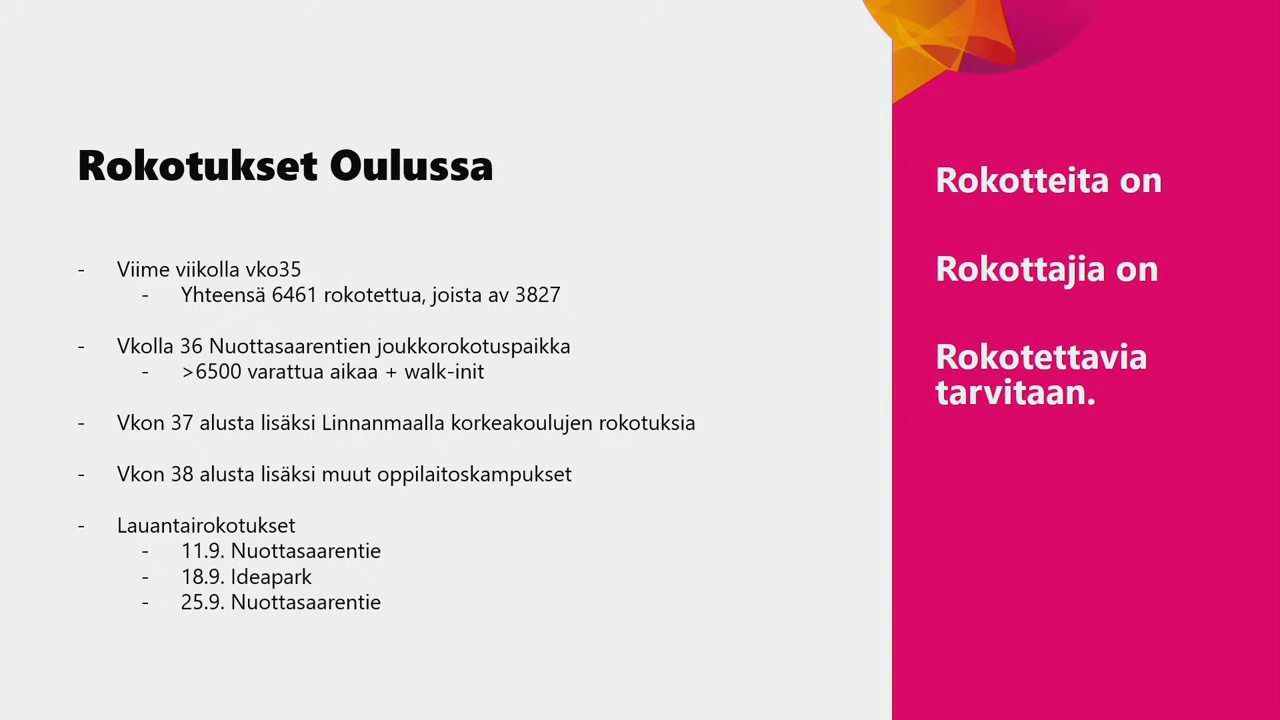 Rokotukset Oulussa
- Viime viikolla vko35
- Yhteensä 6461 rokotettua, joista av 3827
- Vkolla 36 Nuottasaarentien joukkorokotuspaikka
- >6500 varattua aikaa + walk-init
- Vkon 37 alusta lisäksi Linnanmaalla korkeakoulujen rokotuksia
- Vkon 38 alusta lisäksi muut oppilaitoskampukset
- Lauantairokotukset
- 11.9. Nuottasaarentie
- 18.9. Ideapark
- 25.9. Nuottasaarentie
Rokotteita on
Rokottajia on
Rokotettavia
tarvitaan.